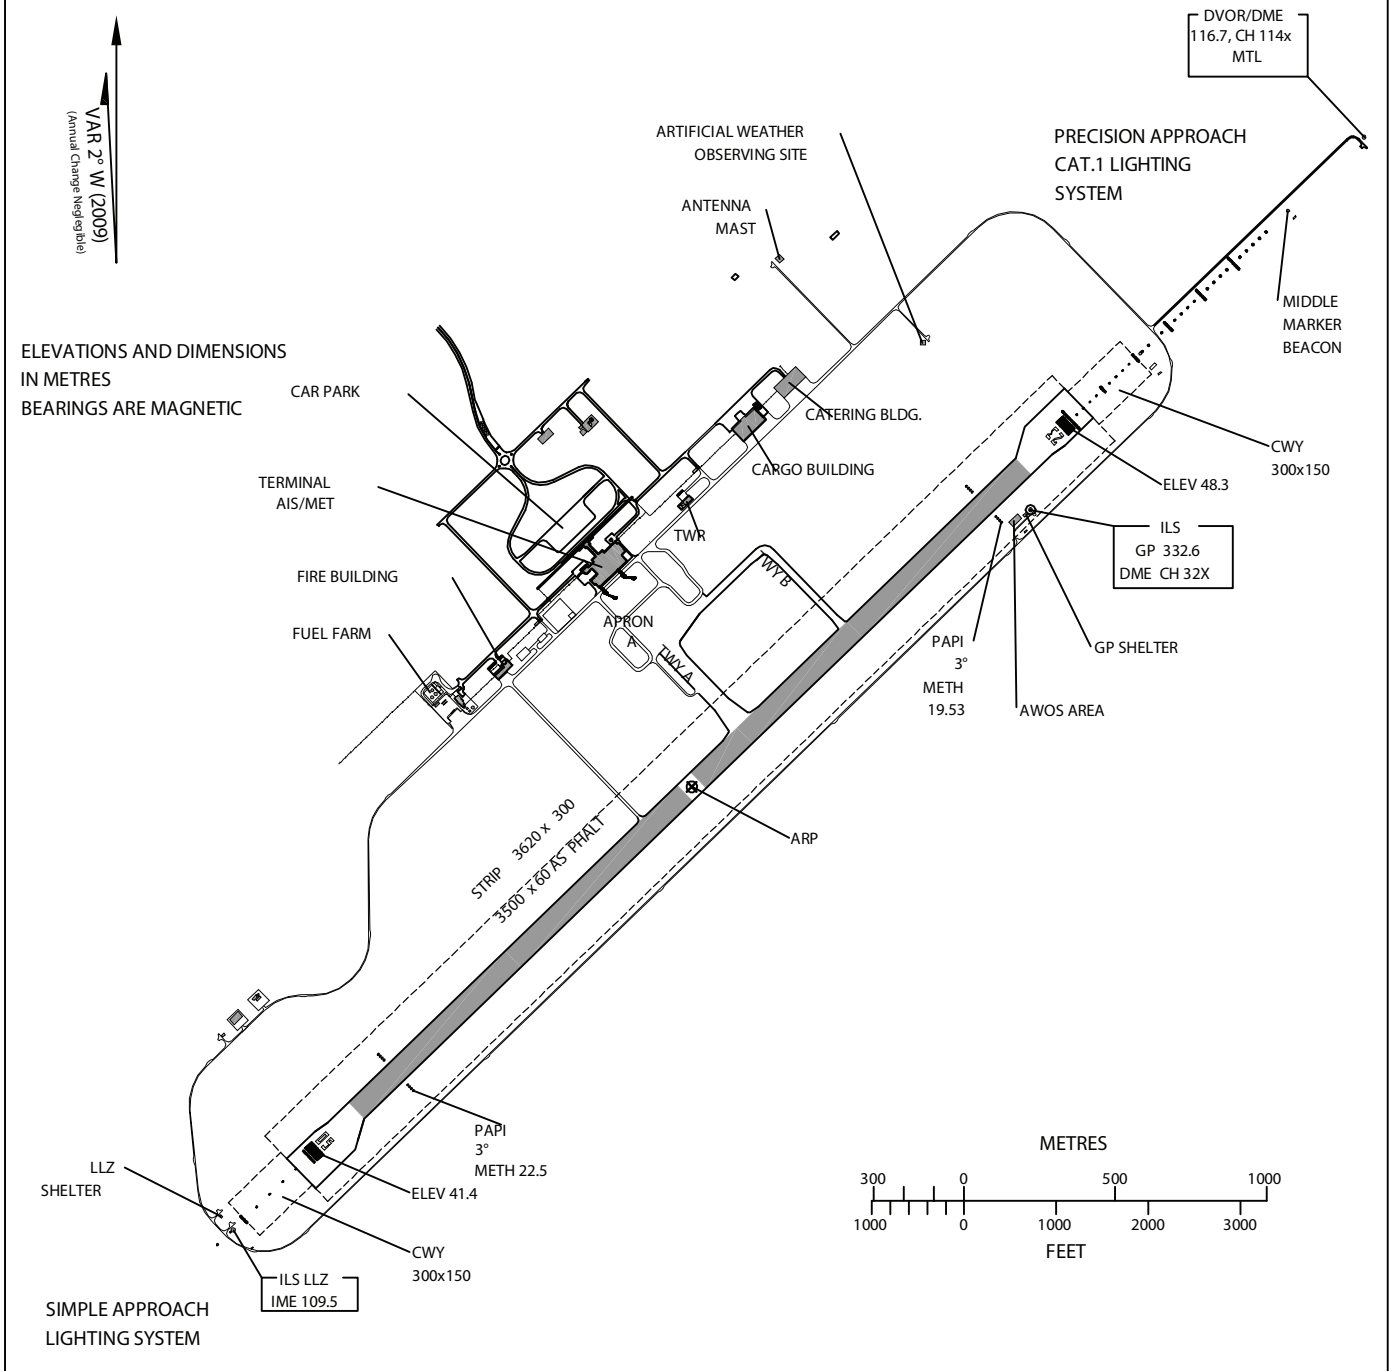 DVOR/DME
116.7, CH 114x
MTL
VAR 2° W (2009)
(Annual Change Neglegible)
ARTIFICIAL WEATHER
OBSERVING SITE
PRECISION APPROACH
CAT.1 LIGHTING
SYSTEM
ANTENNA
MAST
MIDDLE
MARKER
BEACON
ELEVATIONS AND DIMENSIONS
IN METRES
BEARINGS ARE MAGNETIC
CAR PARK
CATERING BLDG.
CARGO BUILDING
CWY
300x150
23
ELEV 48.3
TERMINAL
AIS/MET
TWR
ILS
GP 332.6
DME CH 32X
FIRE BUILDING
TWY B
FUEL FARM
APRON
A
TWY A
PAPI
3°
METH
19.53
GP SHELTER
AWOS AREA
STRIP 3620 x 300
3500 x 60 AS PHALT
ARP
PAPI
3°
METH 22.5
05
ELEV 41.4
LLZ
SHELTER
CWY
300x150
ILS LLZ
IME 109.5
SIMPLE APPROACH
LIGHTING SYSTEM
METRES
300 0 500 1000
1000 0 1000 2000 3000
FEET